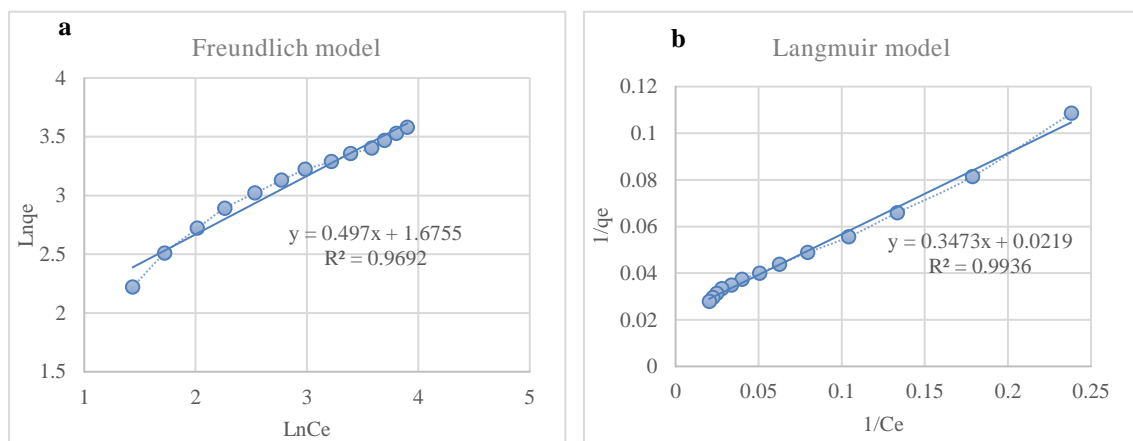 a
Freundlich model
4
3.5
3
2.5
2
1.5
Lnqe
y = 0.497x + 1.6755
R² = 0.9692
1 2 3 4 5
LnCe
b
Langmuir model
0.12
0.1
0.08
0.06
0.04
0.02
0
1/qe
y = 0.3473x + 0.0219
R² = 0.9936
0 0.05 0.1 0.15 0.2 0.25
1/Ce